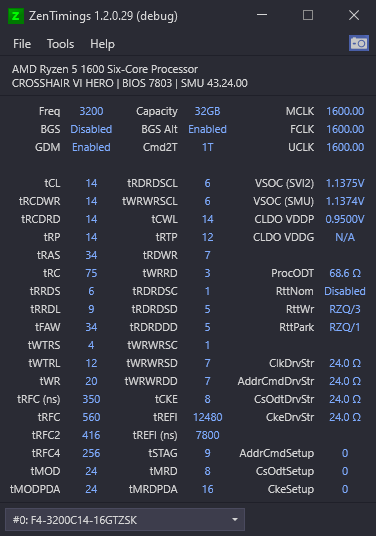 Z ZenTimings 1.2.0.29 (debug)
File Tools Help
AMD Ryzen 5 1600 Six-Core Processor
CROSSHAIR VI HERO | BIOS 7803 | SMU 43.24.00
Freq 3200 Capacity 32GB MCLK 1600.00
BGS Disabled BGS Alt Enabled FCLK 1600.00
GDM Enabled Cmd2T 1T UCLK 1600.00
tCL 14 tRDRDSCL 6 VSOC (SVI2) 1.1375V
tRCDWR 14 tWRWRSCL 6 VSOC (SMU) 1.1374V
tRCDRD 14 tCWL 14 CLDO VDDP 0.9500V
tRP 14 tRTP 12 CLDO VDDG N/A
tRAS 34 tRDWR 7
tRC 75 tWRRD 3 ProcODT 68.6 Ω
tRRDS 6 tRDRDSC 1 RttNom Disabled
tRRDL 9 tRDRDSD 5 RttWr RZQ/3
tFAW 34 tRDRDDD 5 RttPark RZQ/1
tWTRS 4 tWRWRSC 1
tWTRL 12 tWRWRSD 7 ClkDrvStr 24.0 Ω
tWR 20 tWRWRDD 7 AddrCmdDrvStr 24.0 Ω
tRFC (ns) 350 tCKE 8 CsOdtDrvStr 24.0 Ω
tRFC 560 tREFI 12480 CkeDrvStr 24.0 Ω
tRFC2 416 tREFI (ns) 7800
tRFC4 256 tSTAG 9 AddrCmdSetup 0
tMOD 24 tMRD 8 CsOdtSetup 0
tMODPDA 24 tMRDPDA 16 CkeSetup 0
#0: F4-3200C14-16GTZSK